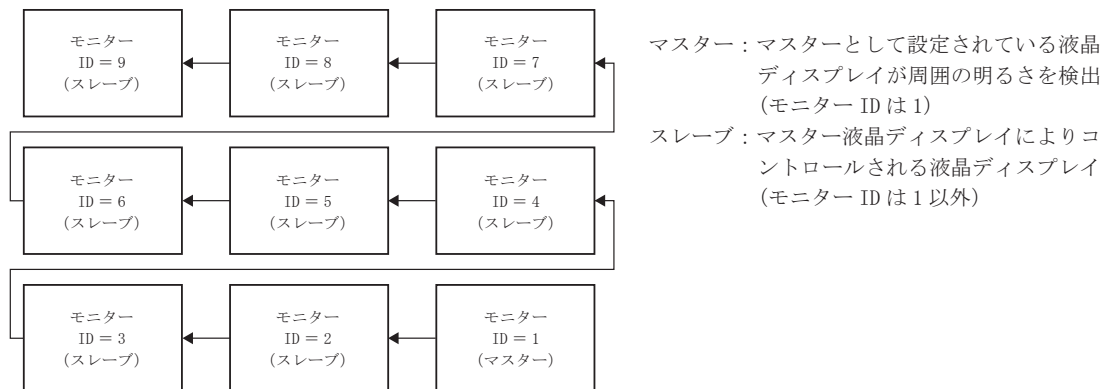 モニター
ID = 9
(スレーブ)
モニター
ID = 8
(スレーブ)
モニター
ID = 7
(スレーブ)
モニター
ID = 6
(スレーブ)
モニター
ID = 5
(スレーブ)
モニター
ID = 4
(スレーブ)
モニター
ID = 3
(スレーブ)
モニター
ID = 2
(スレーブ)
モニター
ID = 1
(マスター)
マスター：マスターとして設定されている液晶
ディスプレイが周囲の明るさを検出
(モニター ID は 1)
スレーブ：マスター液晶ディスプレイによりコ
ントロールされる液晶ディスプレイ
(モニター ID は 1 以外)